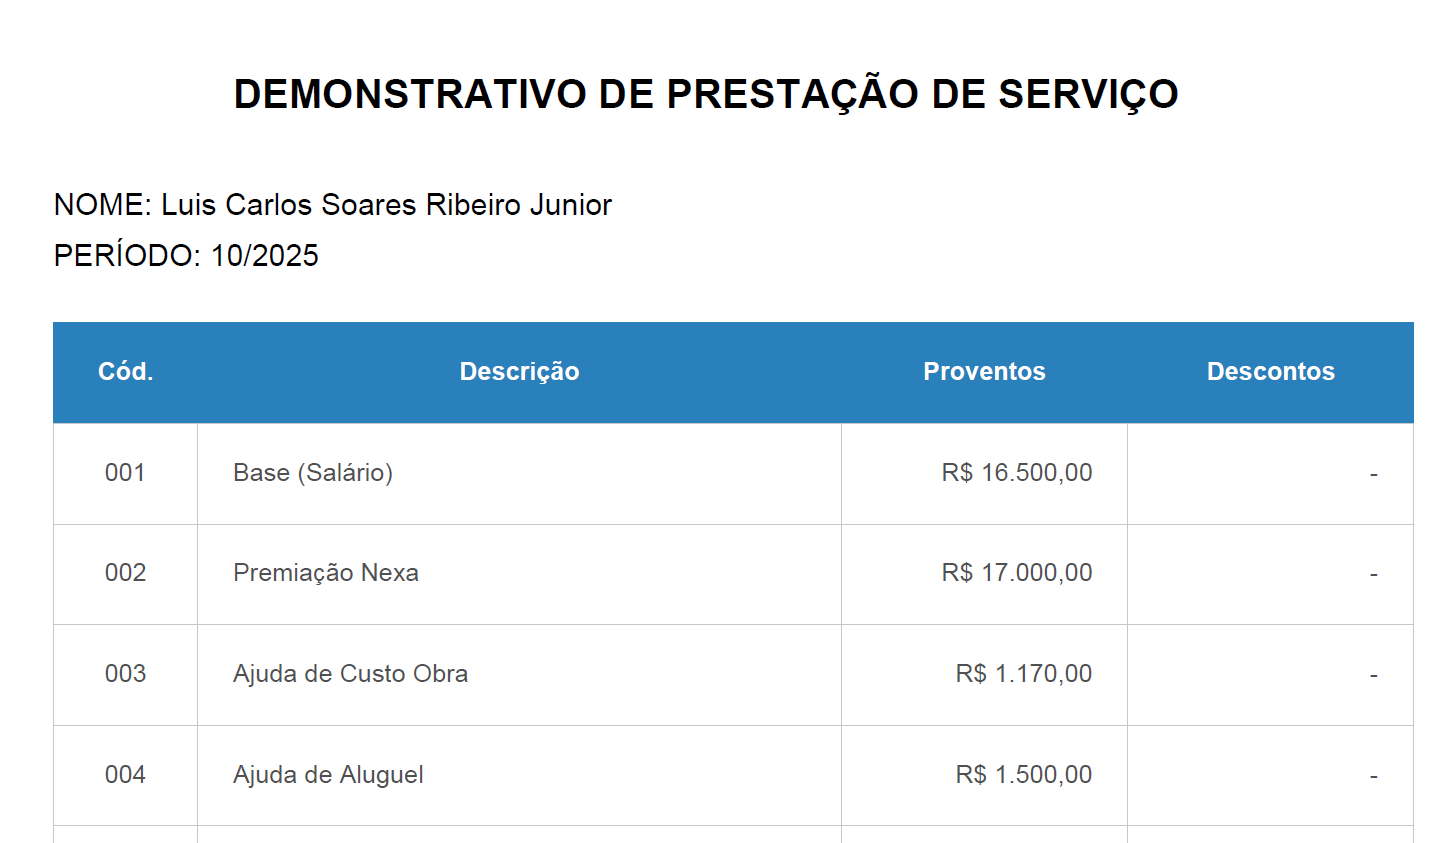 DEMONSTRATIVO DE PRESTAÇÃO DE SERVIÇO
NOME: Luis Carlos Soares Ribeiro Junior
PERÍODO: 10/2025
Cód. Descrição Proventos Descontos
001 Base (Salário) R$ 16.500,00 -
002 Premiação Nexa R$ 17.000,00 -
003 Ajuda de Custo Obra R$ 1.170,00 -
004 Ajuda de Aluguel R$ 1.500,00 -